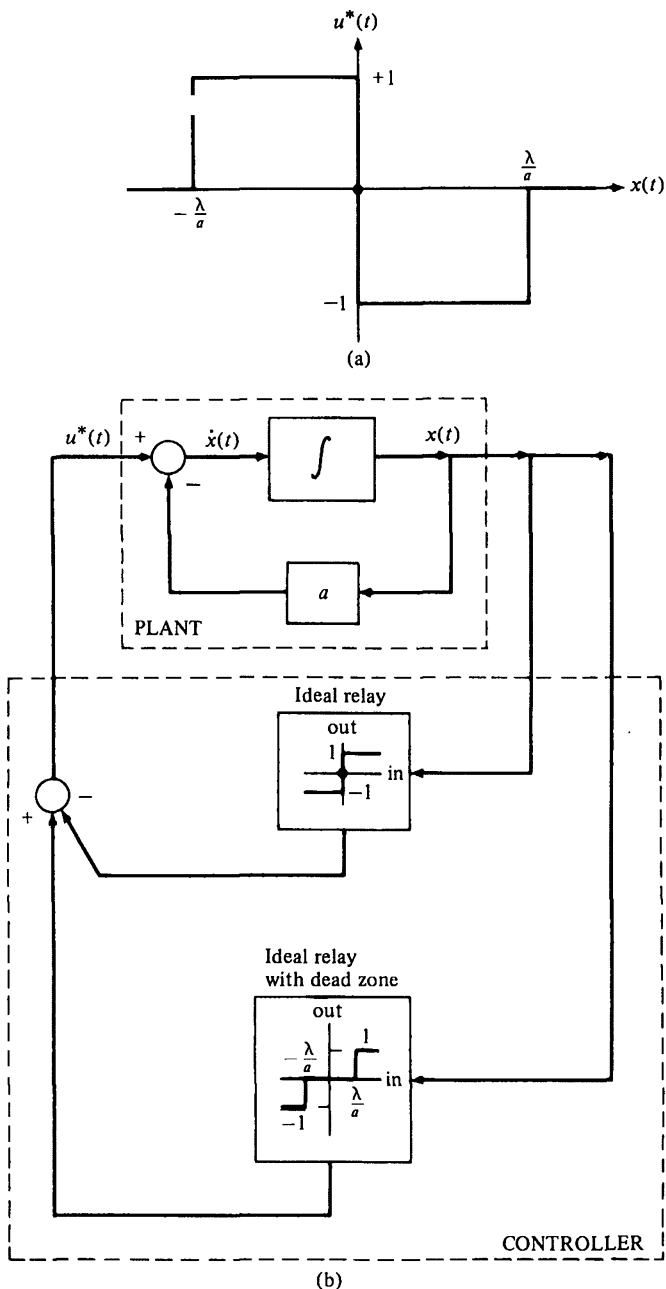 u*(t)
+1
λ/a
x(t)
− λ/a
−1
(a)
u*(t)
+
ẋ(t)
∫
x(t)
−
a
PLANT
Ideal relay
out
1
in
−1
−
+
Ideal relay
with dead zone
out
− λ/a
1
in
λ/a
−1
CONTROLLER
(b)